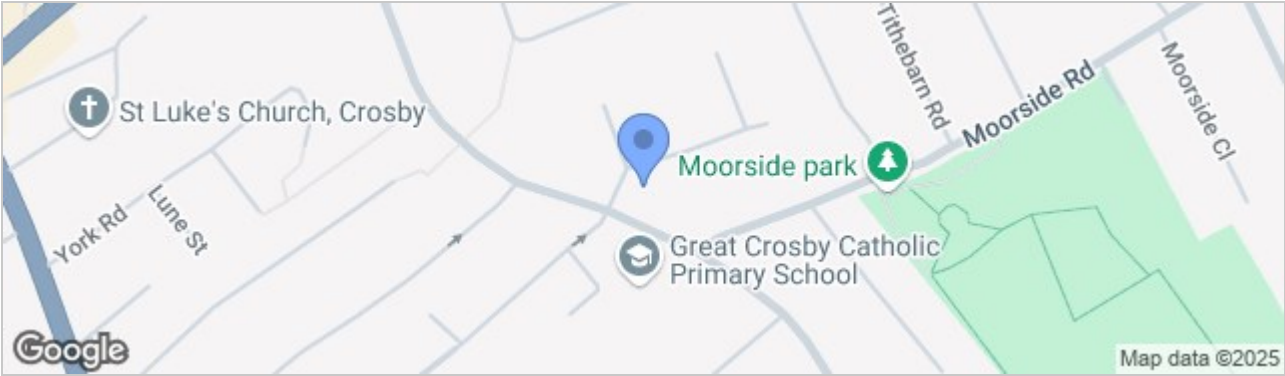 Tithebarn Rd
Moorside Rd
Moorside Cl
St Luke's Church, Crosby
Moorside park
York Rd
Lune St
Great Crosby Catholic
Primary School
Google
Map data ©2025